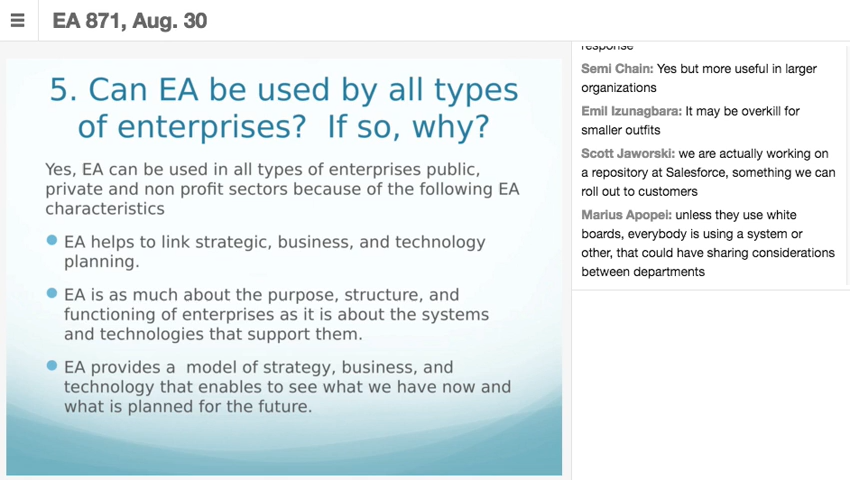 EA 871, Aug. 30
5. Can EA be used by all types
of enterprises? If so, why?
Yes, EA can be used in all types of enterprises public,
private and non profit sectors because of the following EA
characteristics
EA helps to link strategic, business, and technology
planning.
EA is as much about the purpose, structure, and
functioning of enterprises as it is about the systems
and technologies that support them.
EA provides a model of strategy, business, and
technology that enables to see what we have now and
what is planned for the future.
response
Semi Chain: Yes but more useful in larger
organizations
Emil Izunagbara: It may be overkill for
smaller outfits
Scott Jaworski: we are actually working on
a repository at Salesforce, something we can
roll out to customers
Marius Apopei: unless they use white
boards, everybody is using a system or
other, that could have sharing considerations
between departments